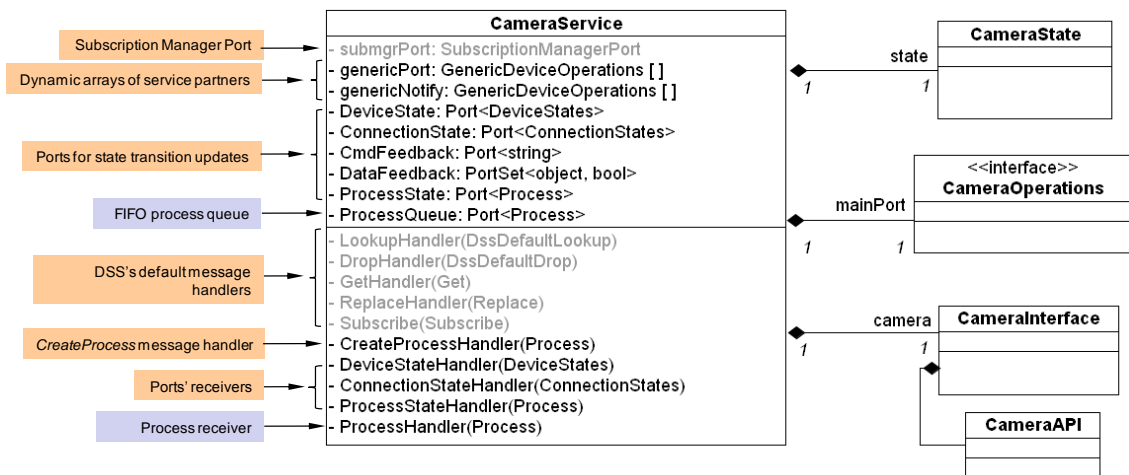 CameraService
Subscription Manager Port
- submgrPort: SubscriptionManagerPort
Dynamic arrays of service partners
- genericPort: GenericDeviceOperations [ ]
- genericNotify: GenericDeviceOperations [ ]
Ports for state transition updates
- DeviceState: Port<DeviceStates>
- ConnectionState: Port<ConnectionStates>
- CmdFeedback: Port<string>
- DataFeedback: PortSet<object, bool>
- ProcessState: Port<Process>
FIFO process queue
- ProcessQueue: Port<Process>
DSS's default message
handlers
- LookupHandler(DssDefaultLookup)
- DropHandler(DssDefaultDrop)
- GetHandler(Get)
- ReplaceHandler(Replace)
- Subscribe(Subscribe)
CreateProcess message handler
- CreateProcessHandler(Process)
Ports' receivers
- DeviceStateHandler(DeviceStates)
- ConnectionStateHandler(ConnectionStates)
- ProcessStateHandler(Process)
Process receiver
- ProcessHandler(Process)
state
1
1
CameraState
mainPort
1
1
<<interface>>
CameraOperations
camera
1
1
CameraInterface
CameraAPI